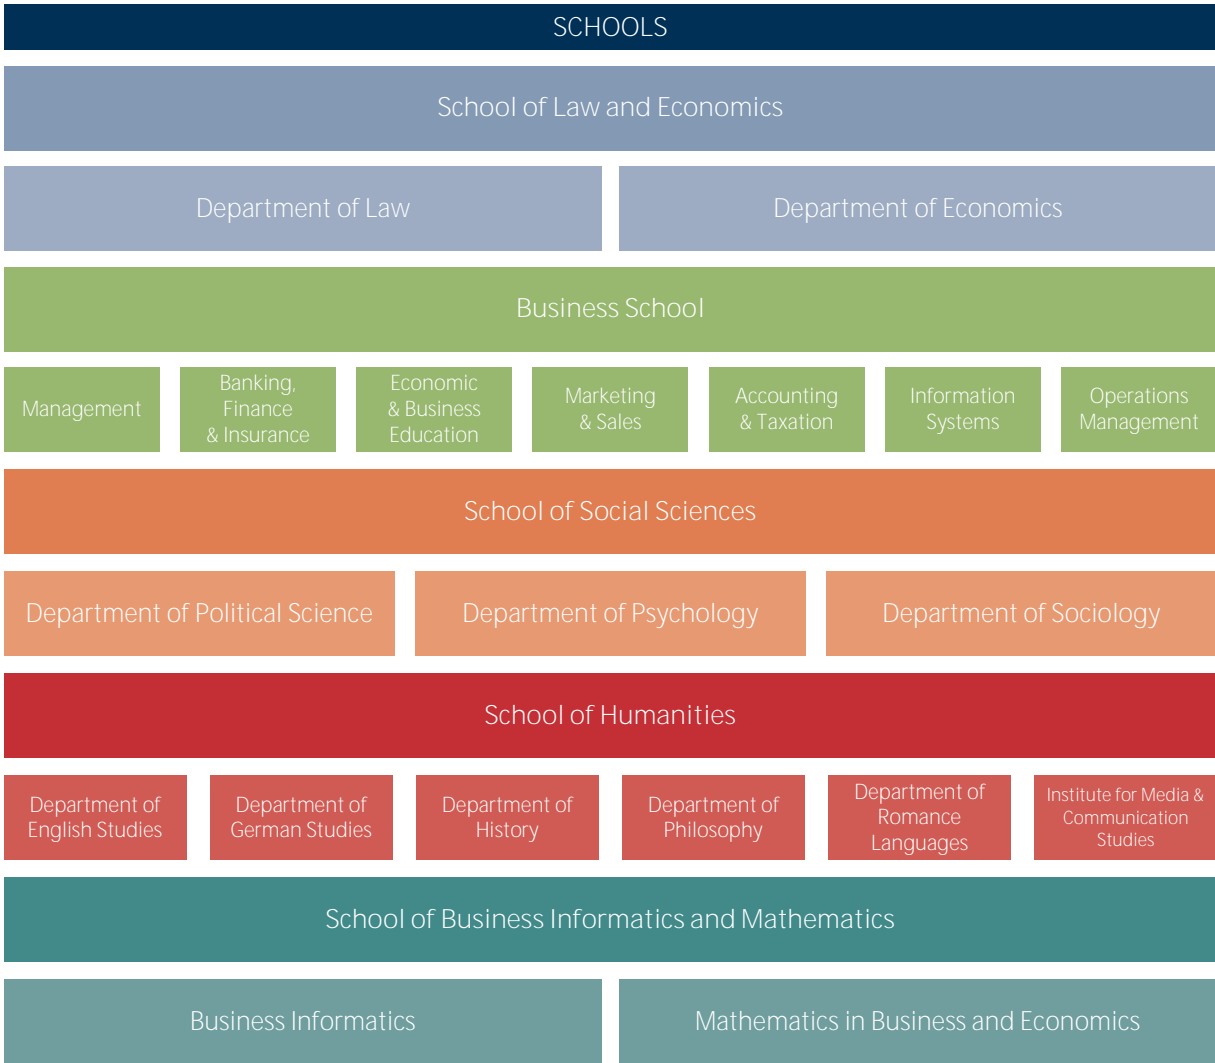 SCHOOLS
School of Law and Economics
Department of Law
Department of Economics
Business School
Management
Banking,
Finance
& Insurance
Economic
& Business
Education
Marketing
& Sales
Accounting
& Taxation
Information
Systems
Operations
Management
School of Social Sciences
Department of Political Science
Department of Psychology
Department of Sociology
School of Humanities
Department of
English Studies
Department of
German Studies
Department of
History
Department of
Philosophy
Department of
Romance
Languages
Institute for Media &
Communication
Studies
School of Business Informatics and Mathematics
Business Informatics
Mathematics in Business and Economics